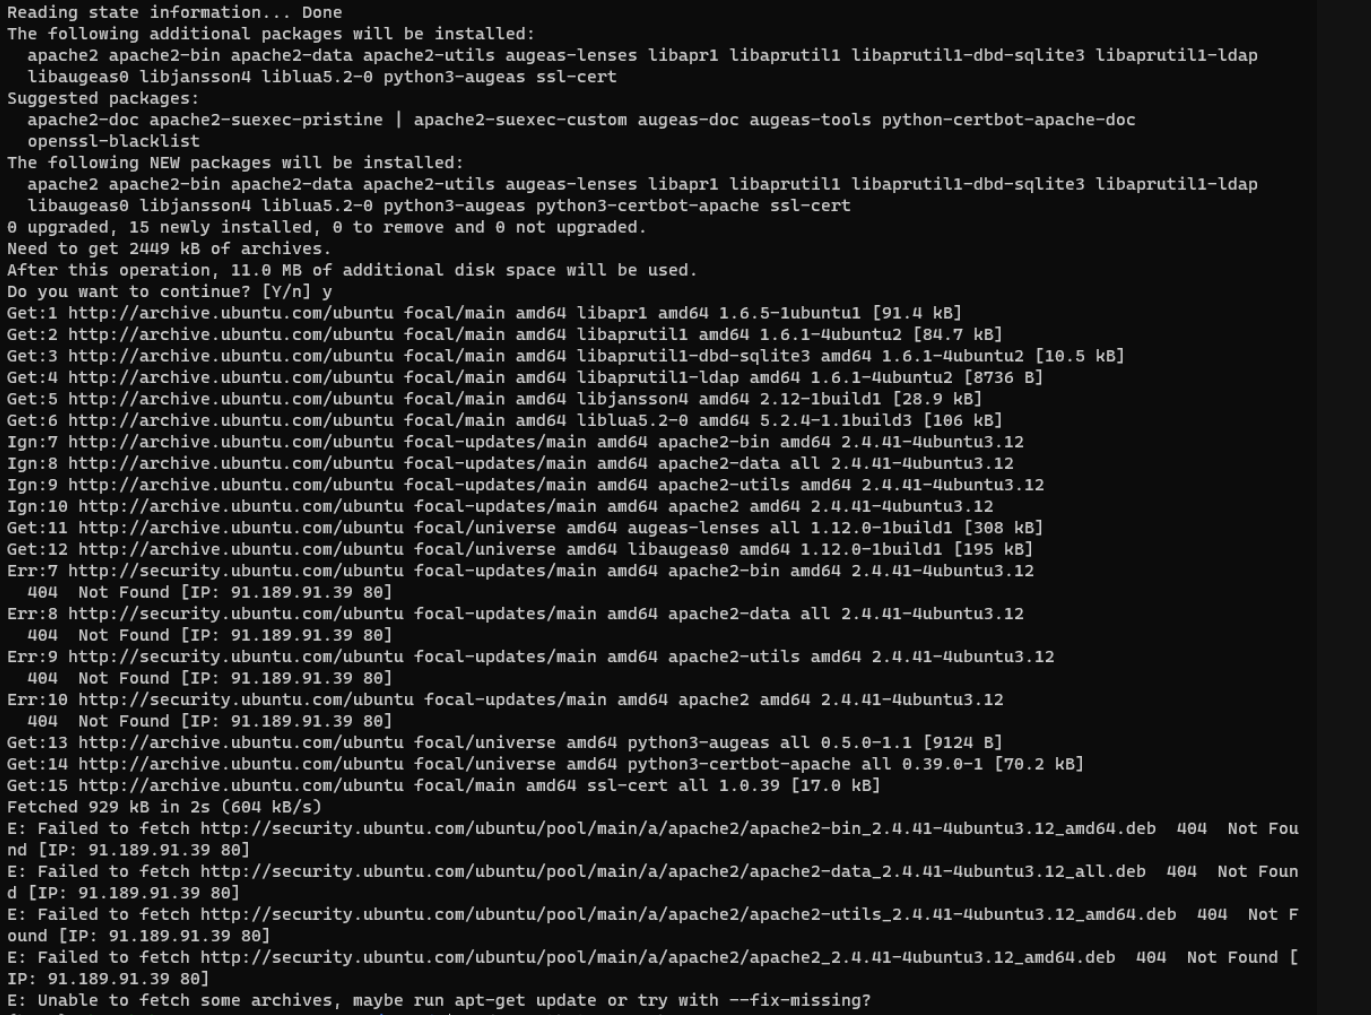 Reading state information... Done
The following additional packages will be installed:
  apache2 apache2-bin apache2-data apache2-utils augeas-lenses libapr1 libaprutil1 libaprutil1-dbd-sqlite3 libaprutil1-ldap
  libaugeas0 libjansson4 liblua5.2-0 python3-augeas ssl-cert
Suggested packages:
  apache2-doc apache2-suexec-pristine | apache2-suexec-custom augeas-doc augeas-tools python-certbot-apache-doc
  openssl-blacklist
The following NEW packages will be installed:
  apache2 apache2-bin apache2-data apache2-utils augeas-lenses libapr1 libaprutil1 libaprutil1-dbd-sqlite3 libaprutil1-ldap
  libaugeas0 libjansson4 liblua5.2-0 python3-augeas python3-certbot-apache ssl-cert
0 upgraded, 15 newly installed, 0 to remove and 0 not upgraded.
Need to get 2449 kB of archives.
After this operation, 11.0 MB of additional disk space will be used.
Do you want to continue? [Y/n] y
Get:1 http://archive.ubuntu.com/ubuntu focal/main amd64 libapr1 amd64 1.6.5-1ubuntu1 [91.4 kB]
Get:2 http://archive.ubuntu.com/ubuntu focal/main amd64 libaprutil1 amd64 1.6.1-4ubuntu2 [84.7 kB]
Get:3 http://archive.ubuntu.com/ubuntu focal/main amd64 libaprutil1-dbd-sqlite3 amd64 1.6.1-4ubuntu2 [10.5 kB]
Get:4 http://archive.ubuntu.com/ubuntu focal/main amd64 libaprutil1-ldap amd64 1.6.1-4ubuntu2 [8736 B]
Get:5 http://archive.ubuntu.com/ubuntu focal/main amd64 libjansson4 amd64 2.12-1build1 [28.9 kB]
Get:6 http://archive.ubuntu.com/ubuntu focal/main amd64 liblua5.2-0 amd64 5.2.4-1.1build3 [106 kB]
Ign:7 http://archive.ubuntu.com/ubuntu focal-updates/main amd64 apache2-bin amd64 2.4.41-4ubuntu3.12
Ign:8 http://archive.ubuntu.com/ubuntu focal-updates/main amd64 apache2-data all 2.4.41-4ubuntu3.12
Ign:9 http://archive.ubuntu.com/ubuntu focal-updates/main amd64 apache2-utils amd64 2.4.41-4ubuntu3.12
Ign:10 http://archive.ubuntu.com/ubuntu focal-updates/main amd64 apache2 amd64 2.4.41-4ubuntu3.12
Get:11 http://archive.ubuntu.com/ubuntu focal/universe amd64 augeas-lenses all 1.12.0-1build1 [308 kB]
Get:12 http://archive.ubuntu.com/ubuntu focal/universe amd64 libaugeas0 amd64 1.12.0-1build1 [195 kB]
Err:7 http://security.ubuntu.com/ubuntu focal-updates/main amd64 apache2-bin amd64 2.4.41-4ubuntu3.12
  404  Not Found [IP: 91.189.91.39 80]
Err:8 http://security.ubuntu.com/ubuntu focal-updates/main amd64 apache2-data all 2.4.41-4ubuntu3.12
  404  Not Found [IP: 91.189.91.39 80]
Err:9 http://security.ubuntu.com/ubuntu focal-updates/main amd64 apache2-utils amd64 2.4.41-4ubuntu3.12
  404  Not Found [IP: 91.189.91.39 80]
Err:10 http://security.ubuntu.com/ubuntu focal-updates/main amd64 apache2 amd64 2.4.41-4ubuntu3.12
  404  Not Found [IP: 91.189.91.39 80]
Get:13 http://archive.ubuntu.com/ubuntu focal/universe amd64 python3-augeas all 0.5.0-1.1 [9124 B]
Get:14 http://archive.ubuntu.com/ubuntu focal/universe amd64 python3-certbot-apache all 0.39.0-1 [70.2 kB]
Get:15 http://archive.ubuntu.com/ubuntu focal/main amd64 ssl-cert all 1.0.39 [17.0 kB]
Fetched 929 kB in 2s (604 kB/s)
E: Failed to fetch http://security.ubuntu.com/ubuntu/pool/main/a/apache2/apache2-bin_2.4.41-4ubuntu3.12_amd64.deb  404  Not Fou
nd [IP: 91.189.91.39 80]
E: Failed to fetch http://security.ubuntu.com/ubuntu/pool/main/a/apache2/apache2-data_2.4.41-4ubuntu3.12_all.deb  404  Not Foun
d [IP: 91.189.91.39 80]
E: Failed to fetch http://security.ubuntu.com/ubuntu/pool/main/a/apache2/apache2-utils_2.4.41-4ubuntu3.12_amd64.deb  404  Not F
ound [IP: 91.189.91.39 80]
E: Failed to fetch http://security.ubuntu.com/ubuntu/pool/main/a/apache2/apache2_2.4.41-4ubuntu3.12_amd64.deb  404  Not Found [
IP: 91.189.91.39 80]
E: Unable to fetch some archives, maybe run apt-get update or try with --fix-missing?